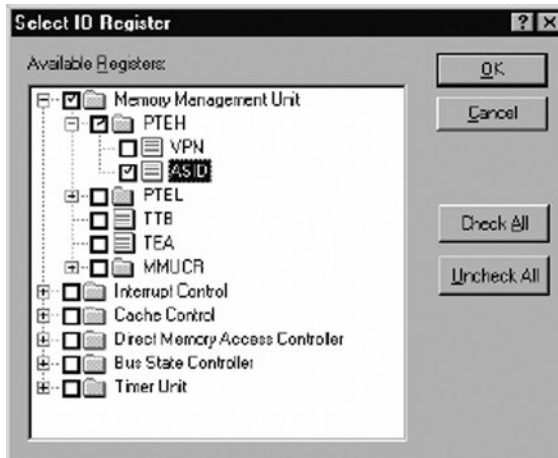 Select IO Register
Available Registers:
Memory Management Unit
PTEH
VPN
ASID
PTEL
TTB
TEA
MMUCR
Interrupt Control
Cache Control
Direct Memory Access Controller
Bus State Controller
Timer Unit
OK
Cancel
Check All
Uncheck All